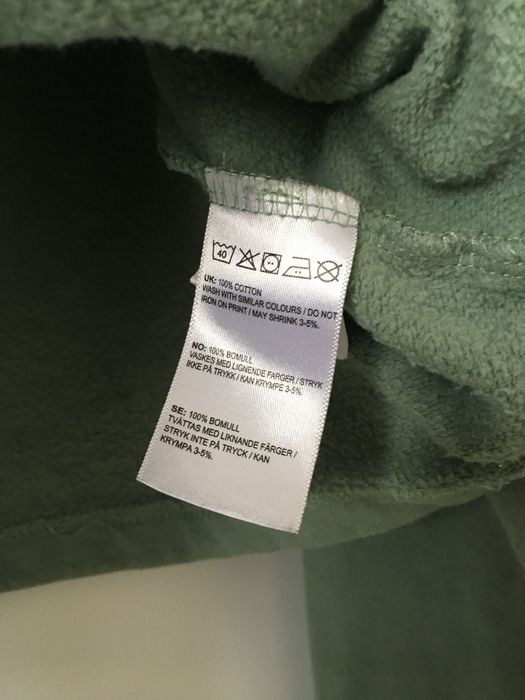 40
UK: 100% COTTON
WASH WITH SIMILAR COLOURS / DO NOT
IRON ON PRINT / MAY SHRINK 3-5%.
NO: 100% BOMULL
VASKES MED LIGNENDE FARGER / STRYK
IKKE PÅ TRYKK / KAN KRYMPE 3-5%.
SE: 100% BOMULL
TVÄTTAS MED LIKNANDE FÄRGER /
STRYK INTE PÅ TRYCK / KAN
KRYMPA 3-5%.